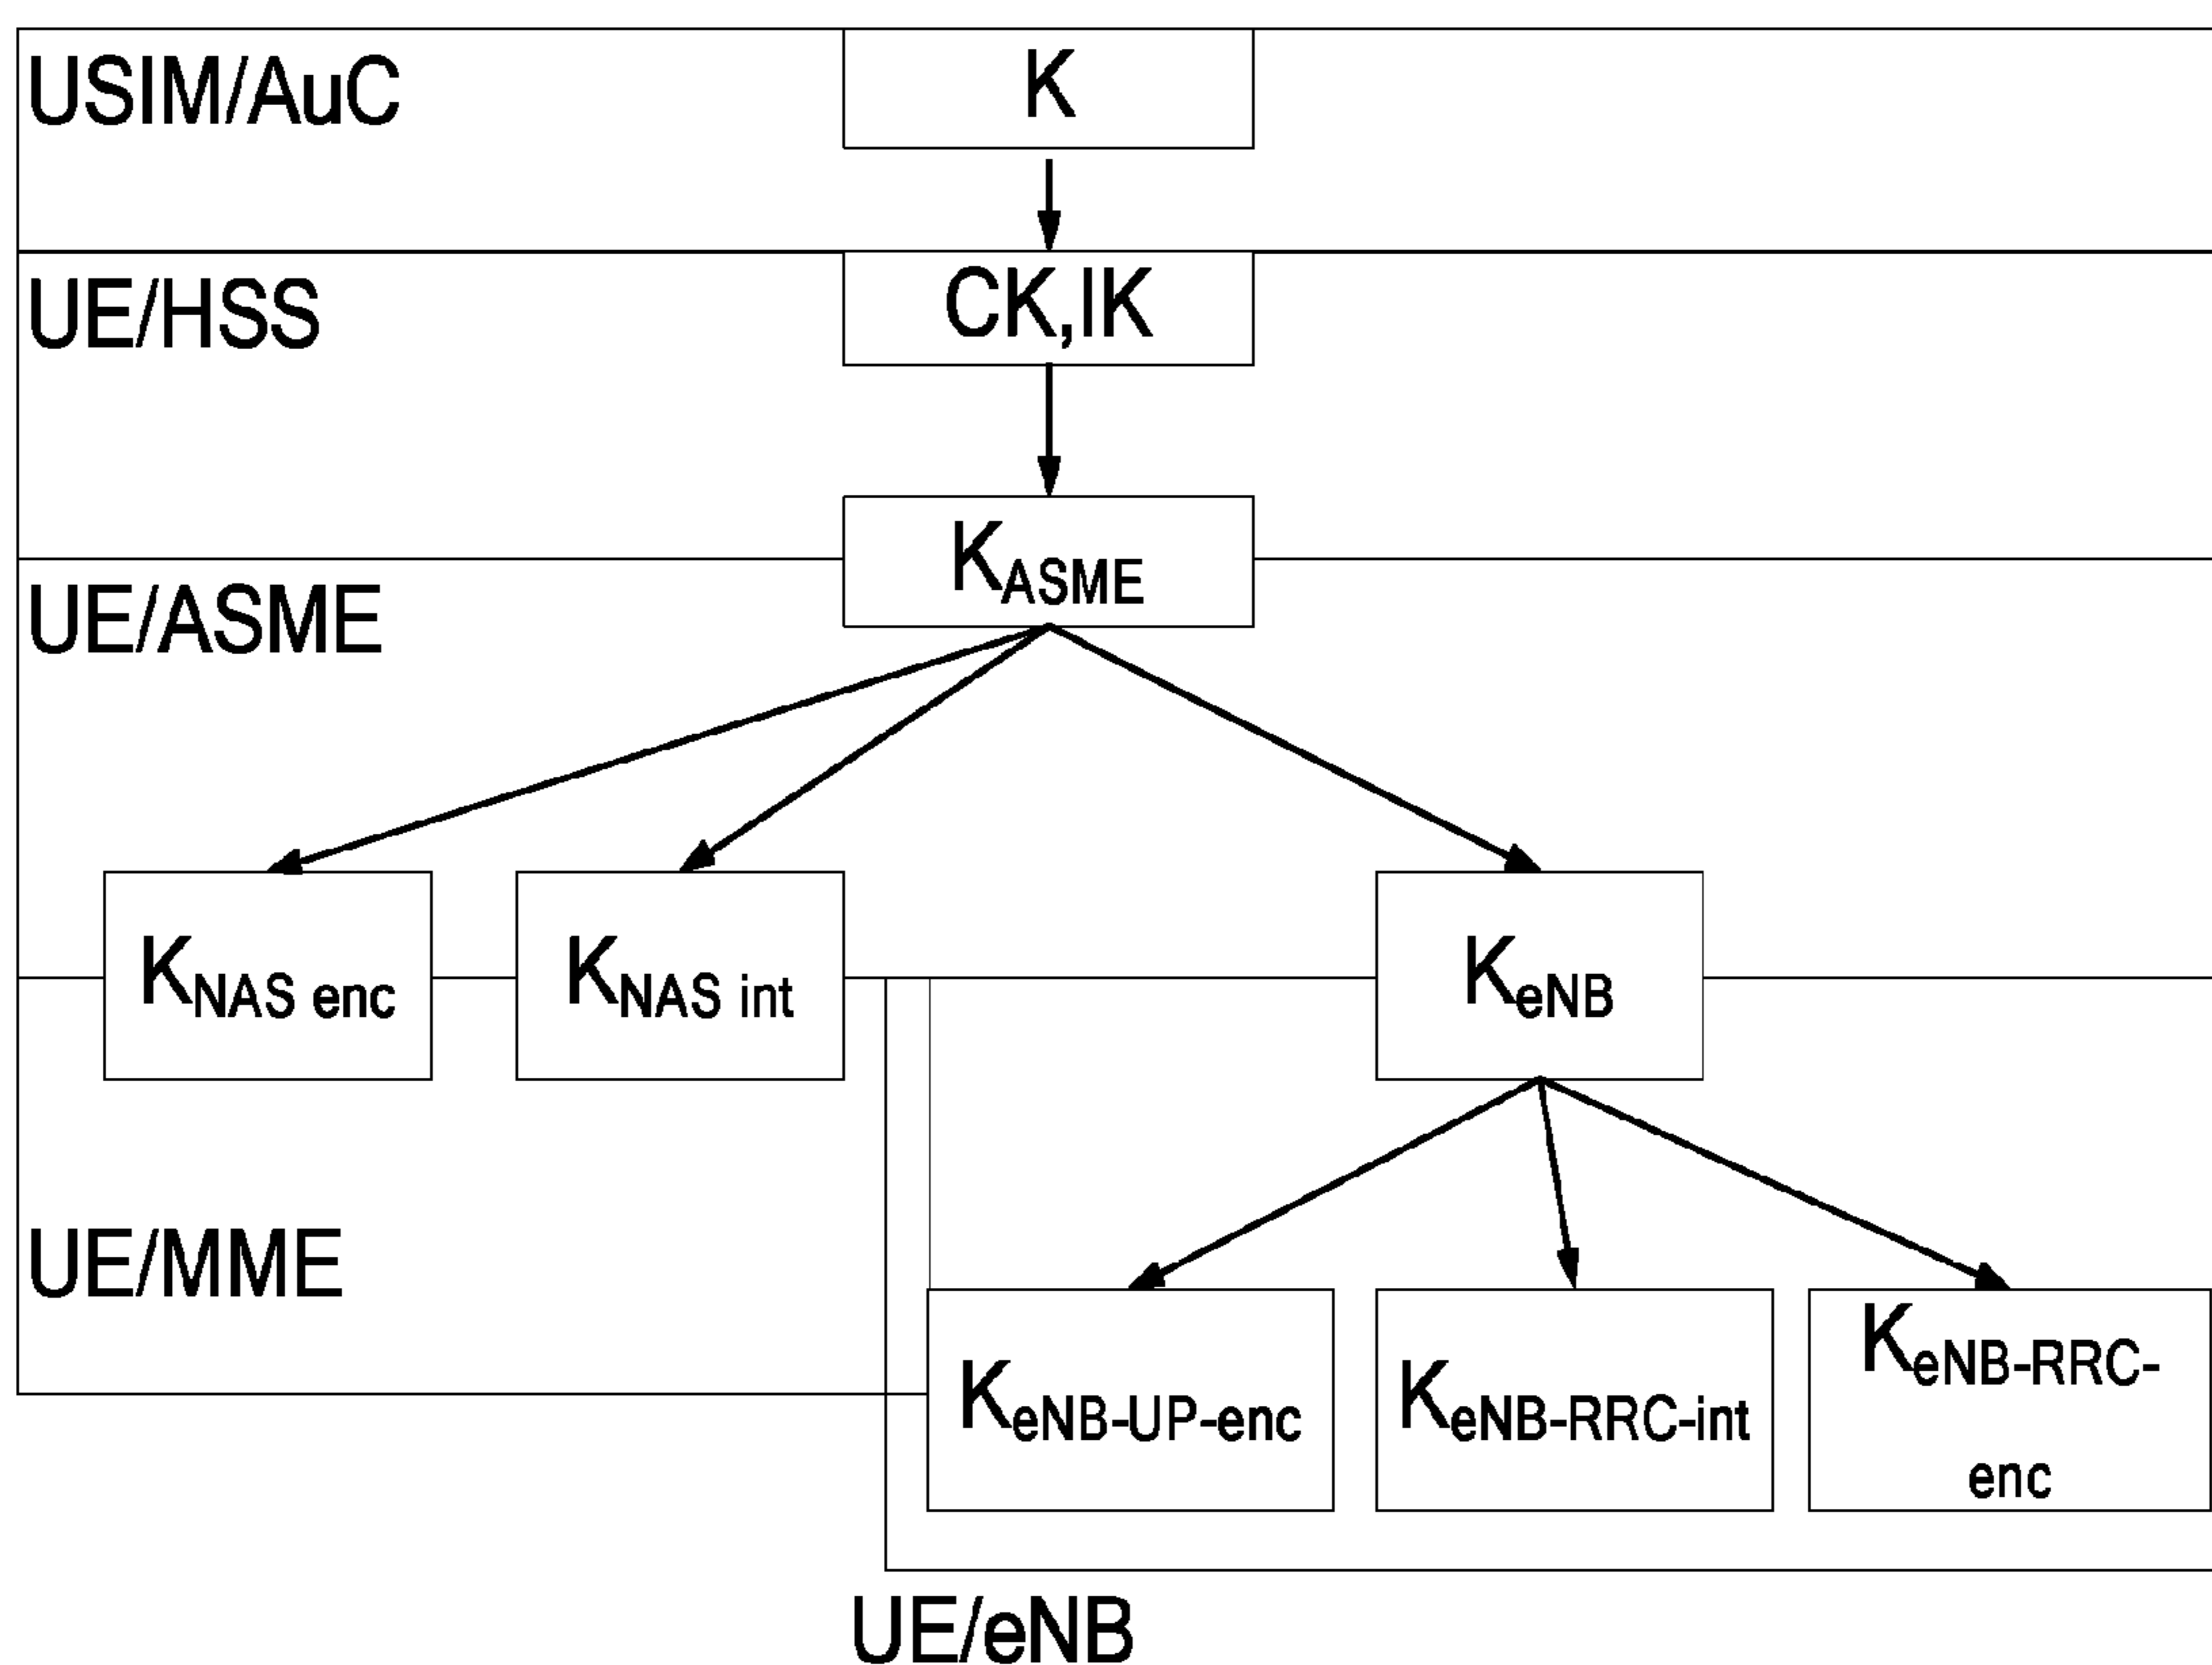 USIM/AuC
K
UE/HSS
CK,IK
KASME
UE/ASME
KNAS enc
KNAS int
KeNB
UE/MME
KeNB-UP-enc
KeNB-RRC-int
KeNB-RRC-
enc
UE/eNB